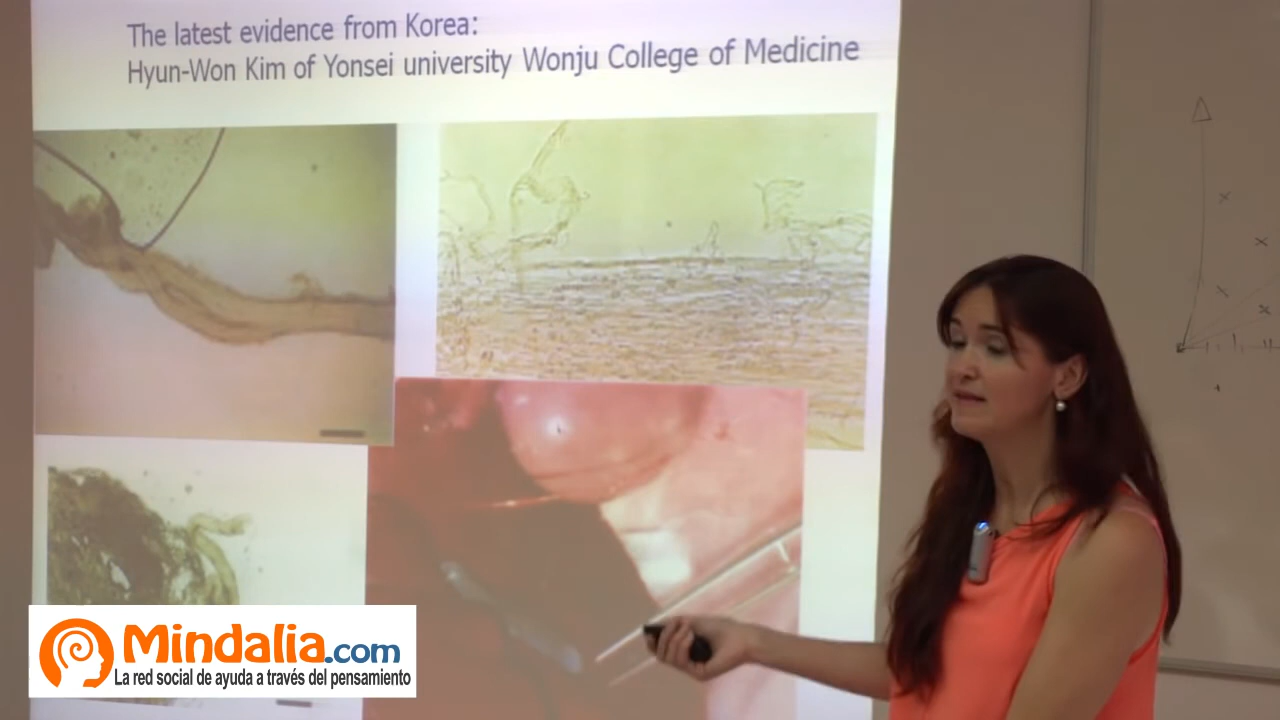 The latest evidence from Korea:
Hyun-Won Kim of Yonsei university Wonju College of Medicine
Mindalia.com
La red social de ayuda a través del pensamiento